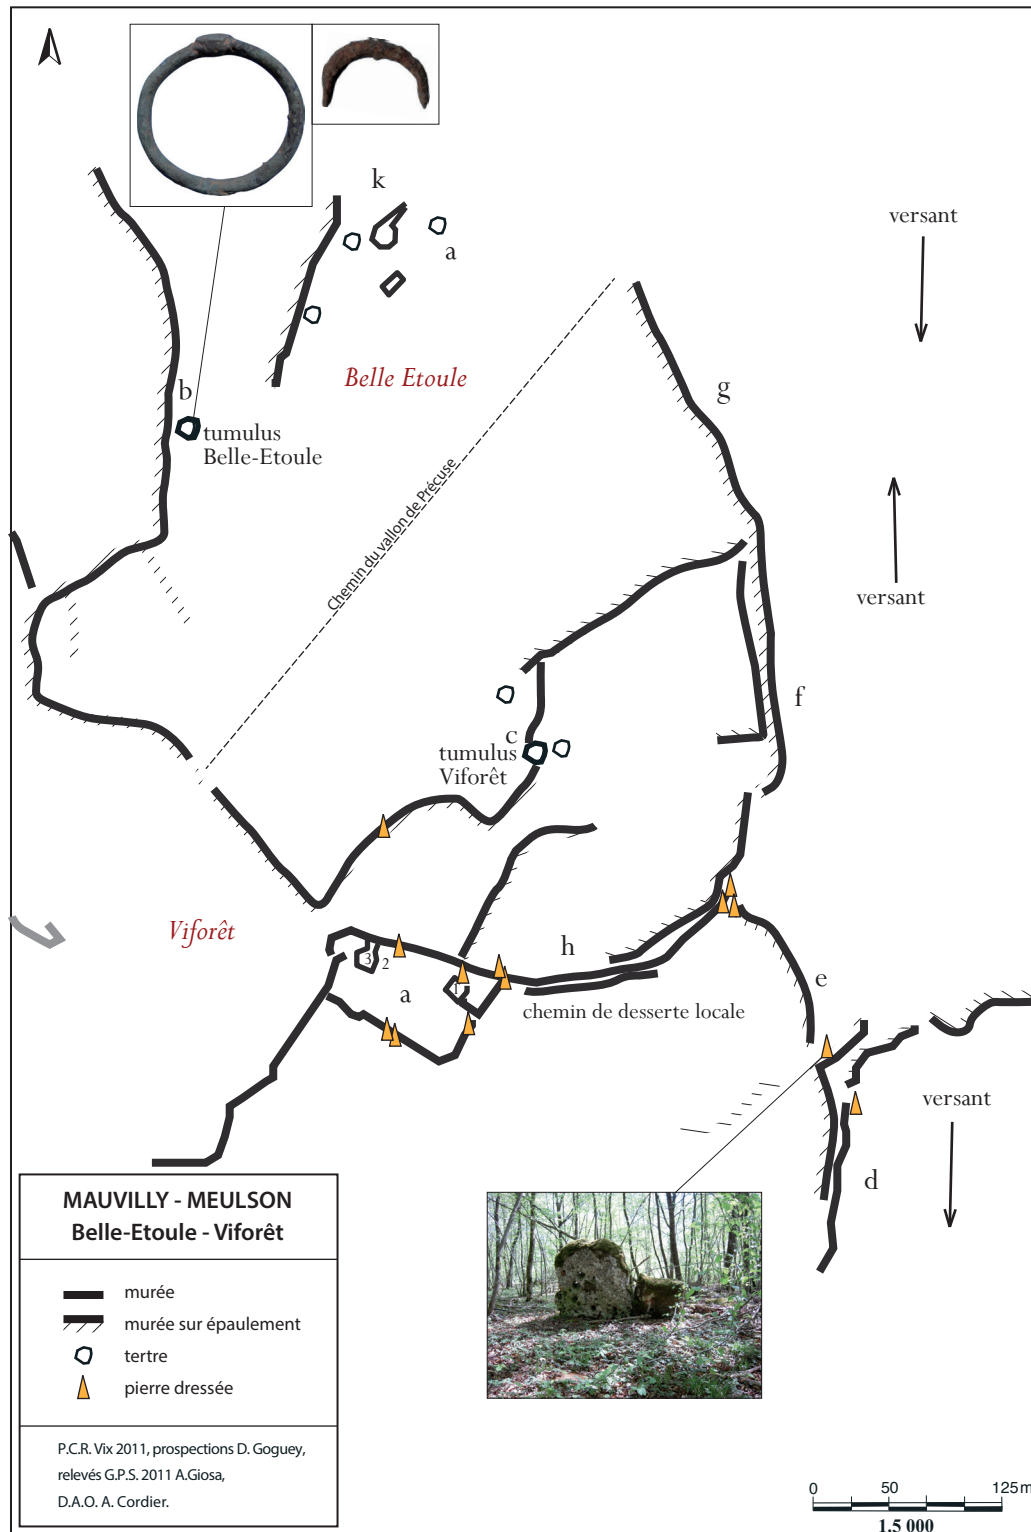 k
a
versant
Belle Etoule
b
tumulus
Belle-Etoule
g
Chemin du vallon de Précuse
versant
f
c
tumulus
Viforêt
Viforêt
3
2
1
a
h
e
chemin de desserte locale
versant
d
MAUVILLY - MEULSON
Belle-Etoule - Viforêt
murée
murée sur épaulement
tertre
pierre dressée
P.C.R. Vix 2011, prospections D. Goguey,
relevés G.P.S. 2011 A.Giosa,
D.A.O. A. Cordier.
0 50 125m
1.5 000